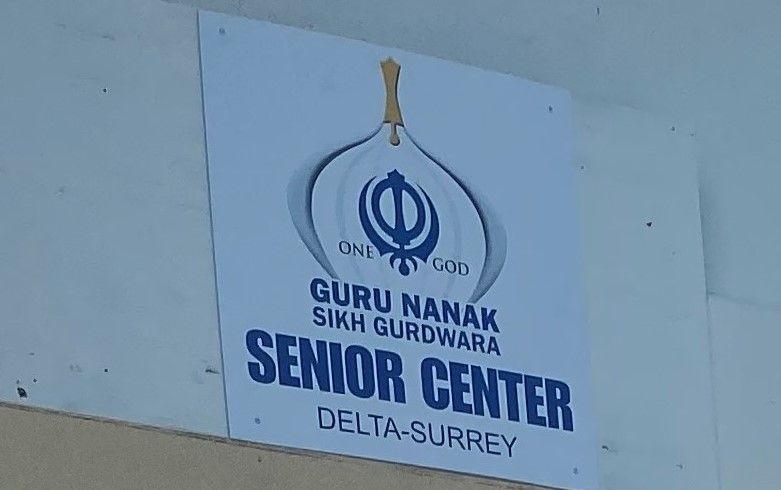 ONE GOD
GURU NANAK
SIKH GURDWARA
SENIOR CENTER
DELTA-SURREY